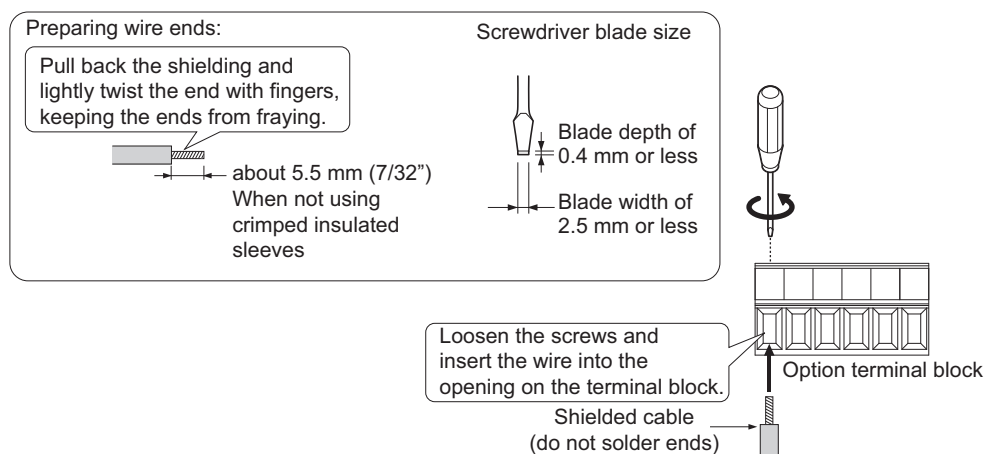 Preparing wire ends:
Pull back the shielding and
lightly twist the end with fingers,
keeping the ends from fraying.
about 5.5 mm (7/32”)
When not using
crimped insulated
sleeves
Screwdriver blade size
Blade depth of
0.4 mm or less
Blade width of
2.5 mm or less
Loosen the screws and
insert the wire into the
opening on the terminal block.
Option terminal block
Shielded cable
(do not solder ends)